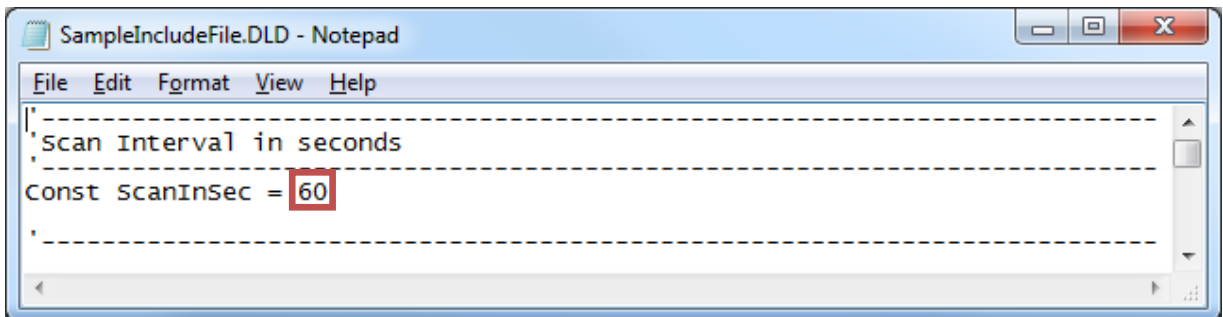 SampleIncludeFile.DLD - Notepad
File Edit Format View Help
'---------------------------------------------------------------------------
'Scan Interval in seconds
'---------------------------------------------------------------------------
Const ScanInSec = 60
'---------------------------------------------------------------------------